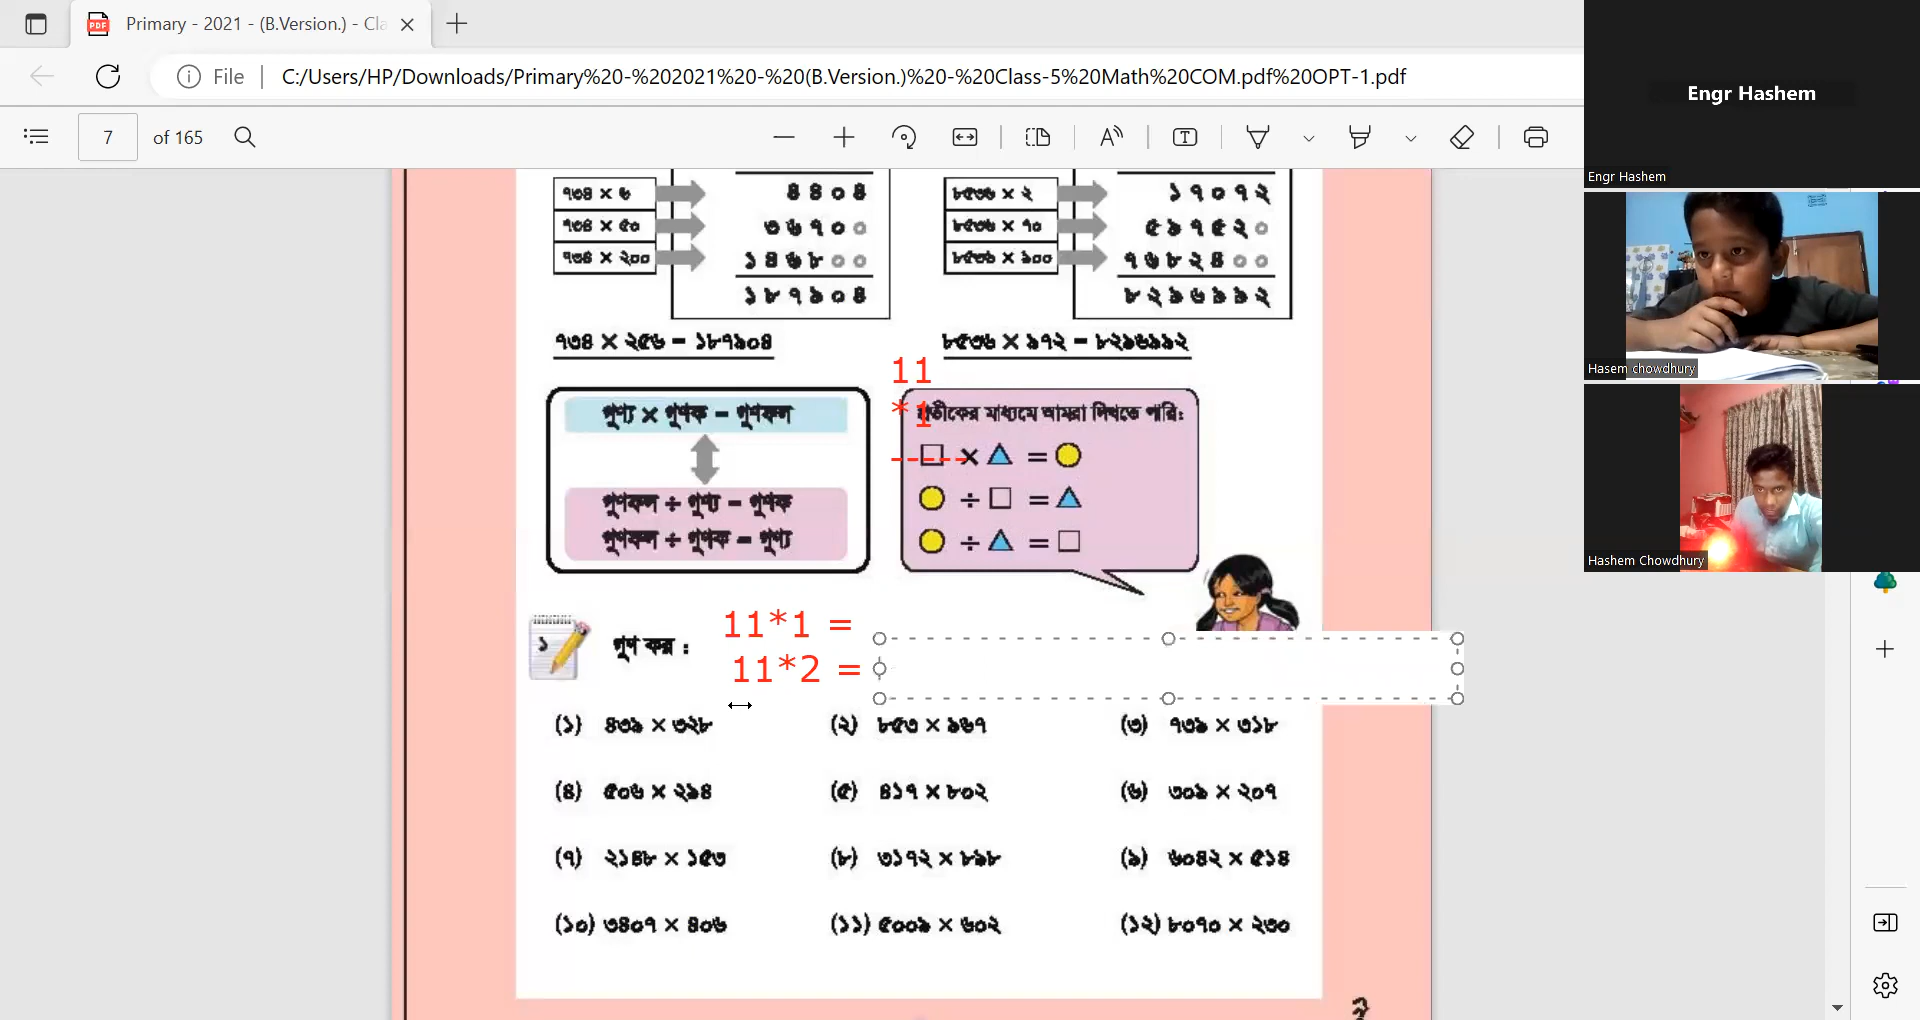 Primary - 2021 - (B.Version.) - Cla
File
C:/Users/HP/Downloads/Primary%20-%202021%20-%20(B.Version.)%20-%20Class-5%20Math%20COM.pdf%20OPT-1.pdf
7 of 165
Engr Hashem
Engr Hashem
Hasem chowdhury
Hashem Chowdhury
৭৩৪ × ৬ ৪৪০৪
৭৩৪ × ৫০ ৩৬৭০০
৭৩৪ × ২০০ ১৪৬৮০০
১৮৭৯০৪
৭৩৪ × ২৫৬ = ১৮৭৯০৪
৮৫৩৬ × ২ ১৭০৭২
৮৫৩৬ × ৭০ ৫৯৭৫২০
৮৫৩৬ × ৯০০ ৭৬৮২৪০০
৮২৯৬৯৯২
৮৫৩৬ × ৯৭২ = ৮২৯৬৯৯২
গুণ্য × গুণক = গুণফল
গুণফল ÷ গুণ্য = গুণক
গুণফল ÷ গুণক = গুণ্য
11
*1
-----
মাধ্যমে আমরা লিখতে পারি:
□ × △ = ○
○ ÷ □ = △
○ ÷ △ = □
১
গুণ কর :
11*1 =
11*2 =
(১) ৪৩৯ × ৩২৮ (২) ৮৫৩ × ৯৬৭ (৩) ৭৩৯ × ৩১৮
(৪) ৫০৬ × ২৯৪ (৫) ৪১৭ × ৮০২ (৬) ৩০৯ × ২০৭
(৭) ২১৪৮ × ১৫৩ (৮) ৩১৭২ × ৮৯৮ (৯) ৬০৪২ × ৫১৪
(১০) ৩৪০৭ × ৪০৬ (১১) ৫০০৯ × ৬০২ (১২) ৮০৭০ × ২৩০